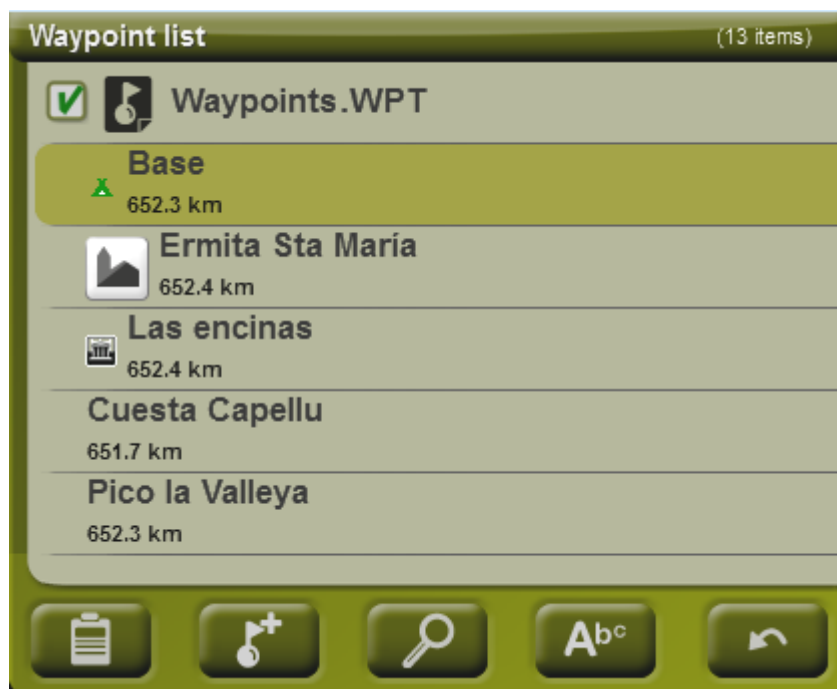 Waypoint list (13 items)
Waypoints.WPT
Base
652.3 km
Ermita Sta María
652.4 km
Las encinas
652.4 km
Cuesta Capellu
651.7 km
Pico la Valleya
652.3 km
Abc